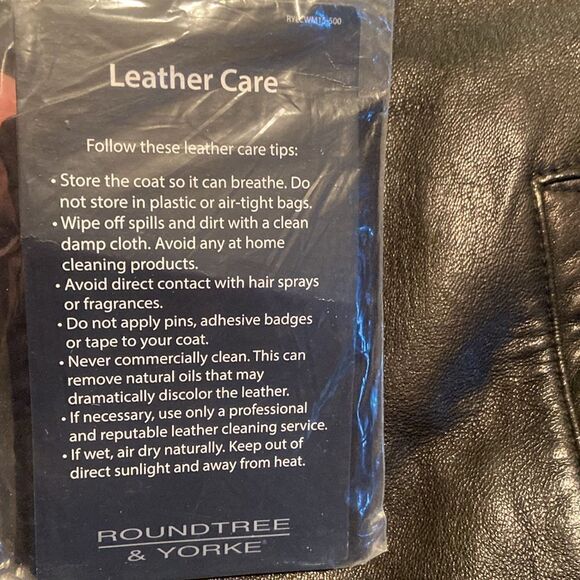 Leather Care
Follow these leather care tips:
• Store the coat so it can breathe. Do
not store in plastic or air-tight bags.
• Wipe off spills and dirt with a clean
damp cloth. Avoid any at home
cleaning products.
• Avoid direct contact with hair sprays
or fragrances.
• Do not apply pins, adhesive badges
or tape to your coat.
• Never commercially clean. This can
remove natural oils that may
dramatically discolor the leather.
• If necessary, use only a professional
and reputable leather cleaning service.
• If wet, air dry naturally. Keep out of
direct sunlight and away from heat.
ROUNDTREE
& YORKE®